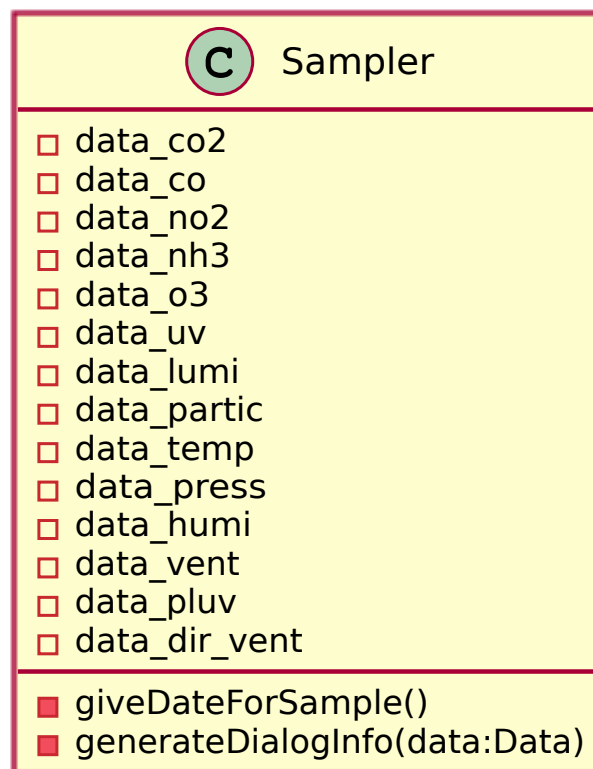 C Sampler
data_co2
data_co
data_no2
data_nh3
data_o3
data_uv
data_lumi
data_partic
data_temp
data_press
data_humi
data_vent
data_pluv
data_dir_vent
giveDateForSample()
generateDialogInfo(data:Data)